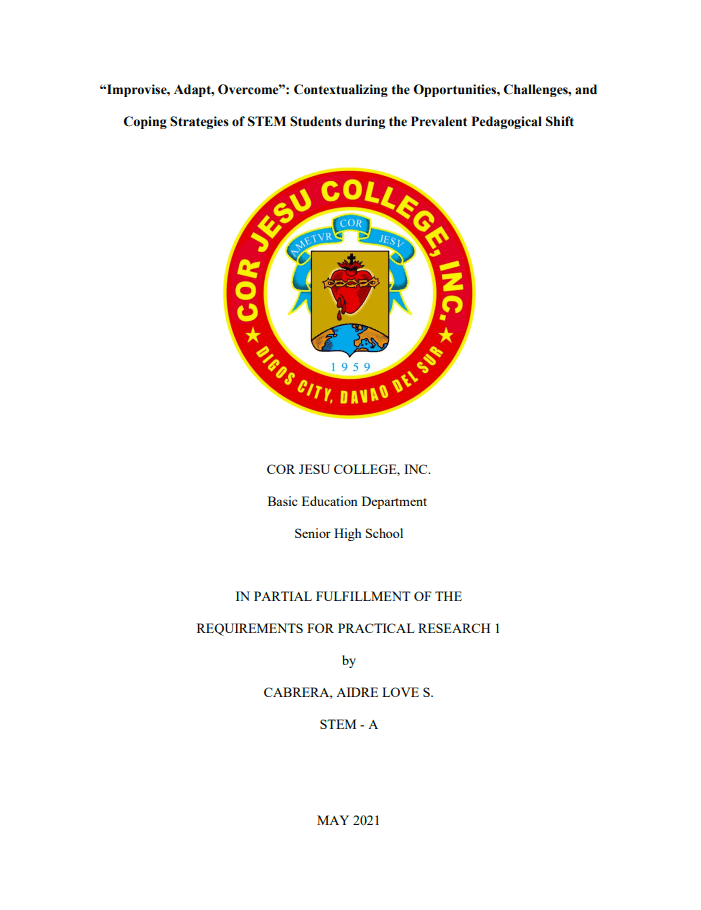 “Improvise, Adapt, Overcome”: Contextualizing the Opportunities, Challenges, and
Coping Strategies of STEM Students during the Prevalent Pedagogical Shift
COR JESU COLLEGE, INC.
AMETVR COR JESV
1959
DIGOS CITY, DAVAO DEL SUR
COR JESU COLLEGE, INC.
Basic Education Department
Senior High School
IN PARTIAL FULFILLMENT OF THE
REQUIREMENTS FOR PRACTICAL RESEARCH 1
by
CABRERA, AIDRE LOVE S.
STEM - A
MAY 2021